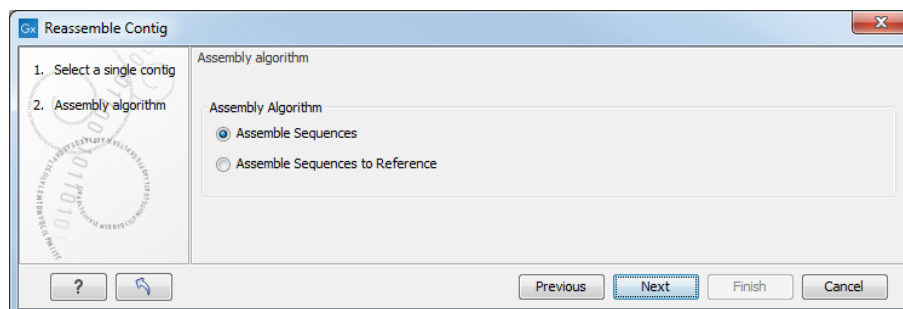 Gx Reassemble Contig
1. Select a single contig
2. Assembly algorithm
Assembly algorithm
Assembly Algorithm
Assemble Sequences
Assemble Sequences to Reference
?
Previous
Next
Finish
Cancel